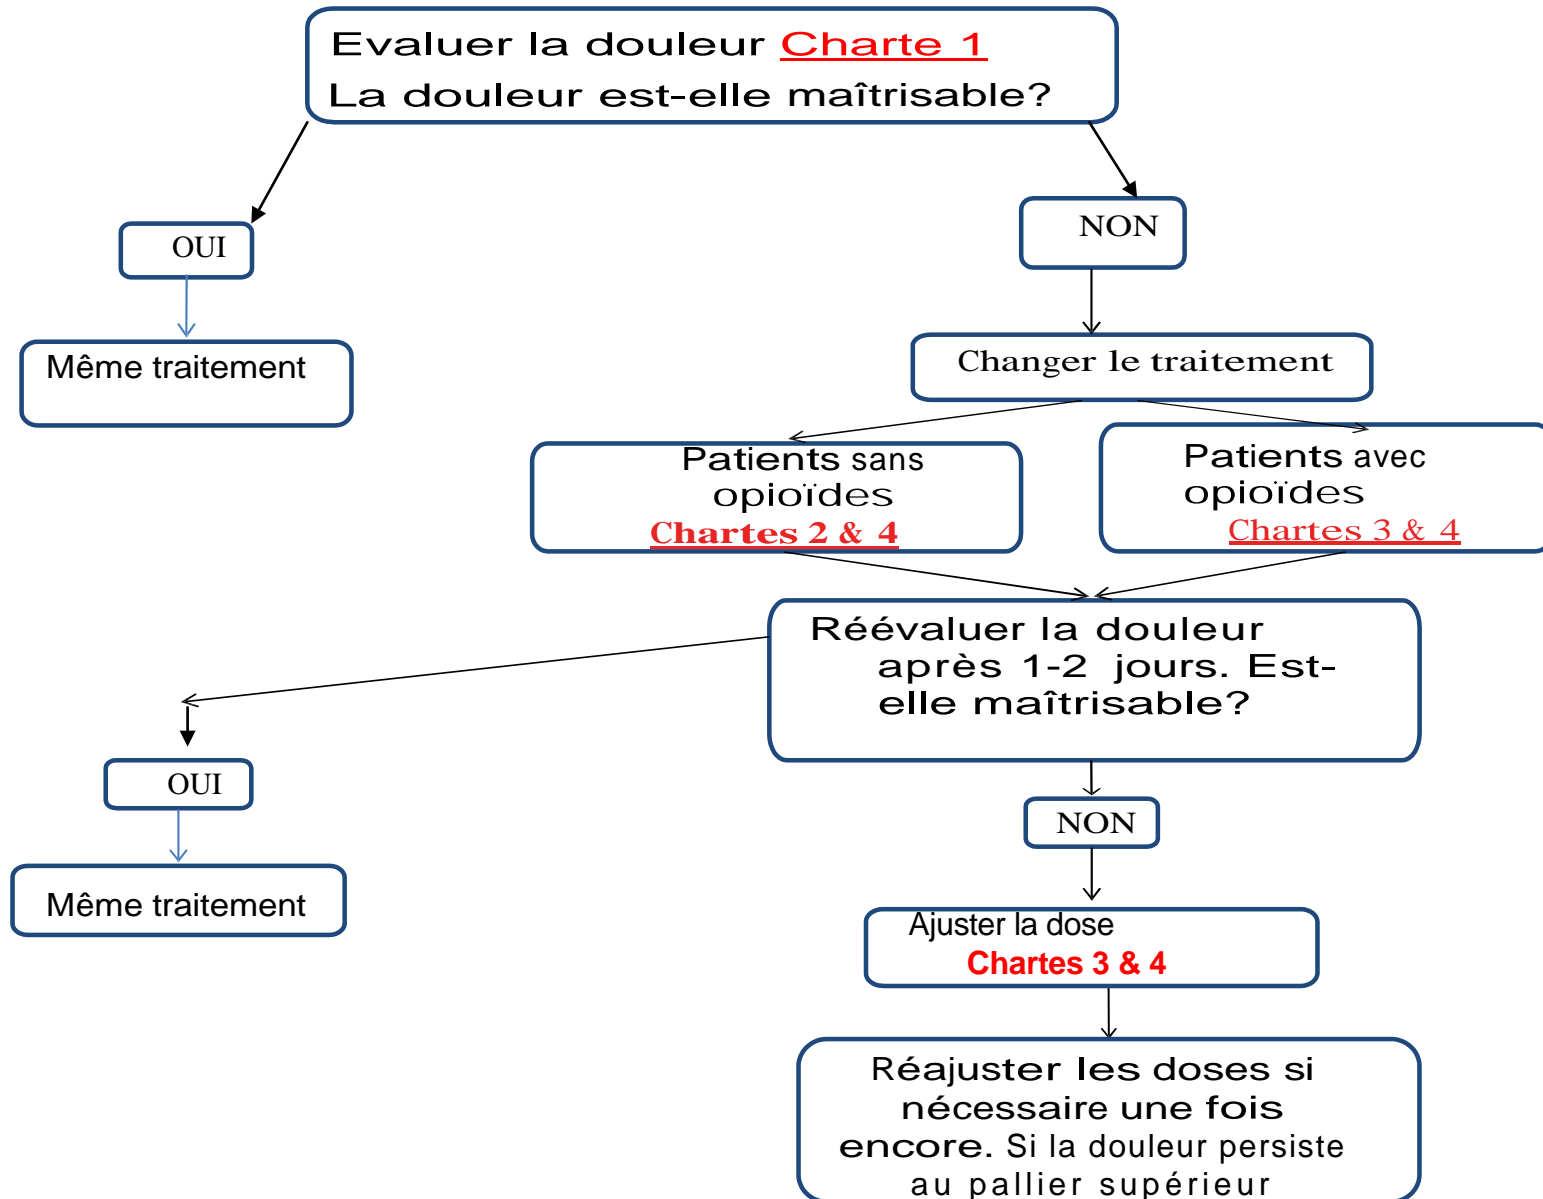 Evaluer la douleur Charte 1
La douleur est-elle maîtrisable?
OUI
NON
Même traitement
Changer le traitement
Patients sans
opioïdes
Chartes 2 & 4
Patients avec
opioïdes
Chartes 3 & 4
Réévaluer la douleur
après 1-2 jours. Est-
elle maîtrisable?
OUI
NON
Même traitement
Ajuster la dose
Chartes 3 & 4
Réajuster les doses si
nécessaire une fois
encore. Si la douleur persiste
au pallier supérieur